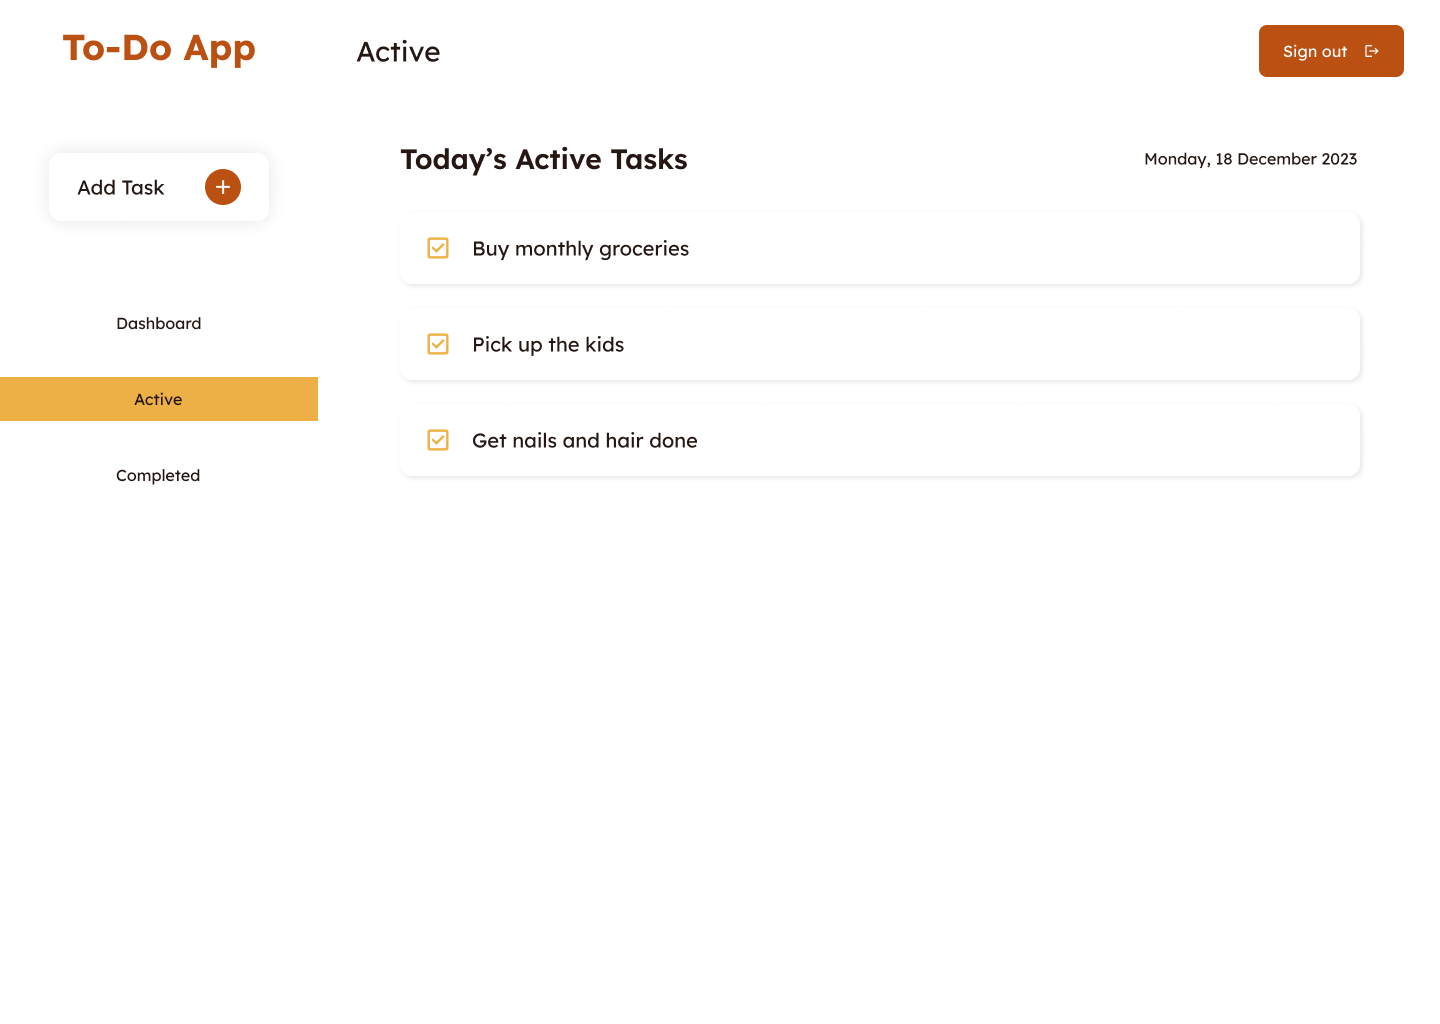 To-Do App
Active
Sign out
Add Task
Dashboard
Active
Completed
Today’s Active Tasks
Monday, 18 December 2023
Buy monthly groceries
Pick up the kids
Get nails and hair done